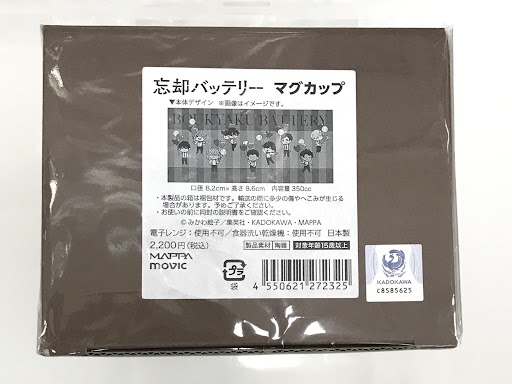 忘却バッテリー マグカップ
▼本体デザイン ※画像はイメージです。
BOUKYAKU BATTERY
口径 8.2cm×高さ 9.6cm 内容量 350cc
・本製品の箱は梱包材です。輸送の際に多少の傷やへこみが生じる
場合があります。予めご了承ください。
・お使いの前に同封の説明書をご確認ください。
©みかわ絵子／集英社・KADOKAWA・MAPPA
電子レンジ：使用不可／食器洗い乾燥機：使用不可 日本製
2,200円(税込) 製品素材 陶器 対象年齢15歳以上
MAPPA
movic
プラ
袋
4 550621 272325
KADOKAWA
C8585625